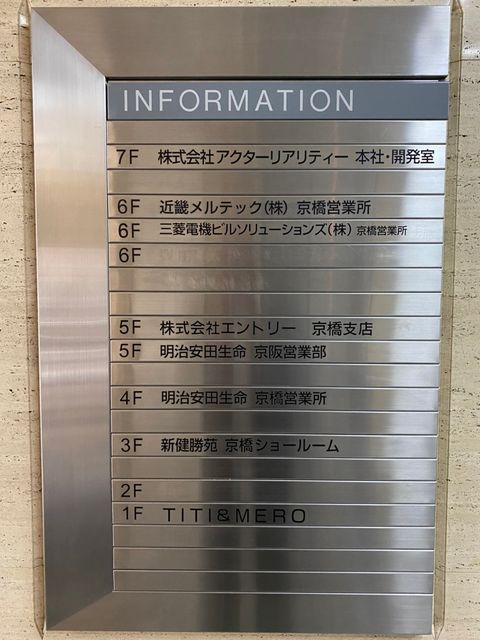 INFORMATION
7F 株式会社アクターリアリティー 本社・開発室
6F 近畿メルテック(株) 京橋営業所
6F 三菱電機ビルソリューションズ(株) 京橋営業所
6F
5F 株式会社エントリー 京橋支店
5F 明治安田生命 京阪営業部
4F 明治安田生命 京橋営業所
3F 新健勝苑 京橋ショールーム
2F
1F TITI&MERO